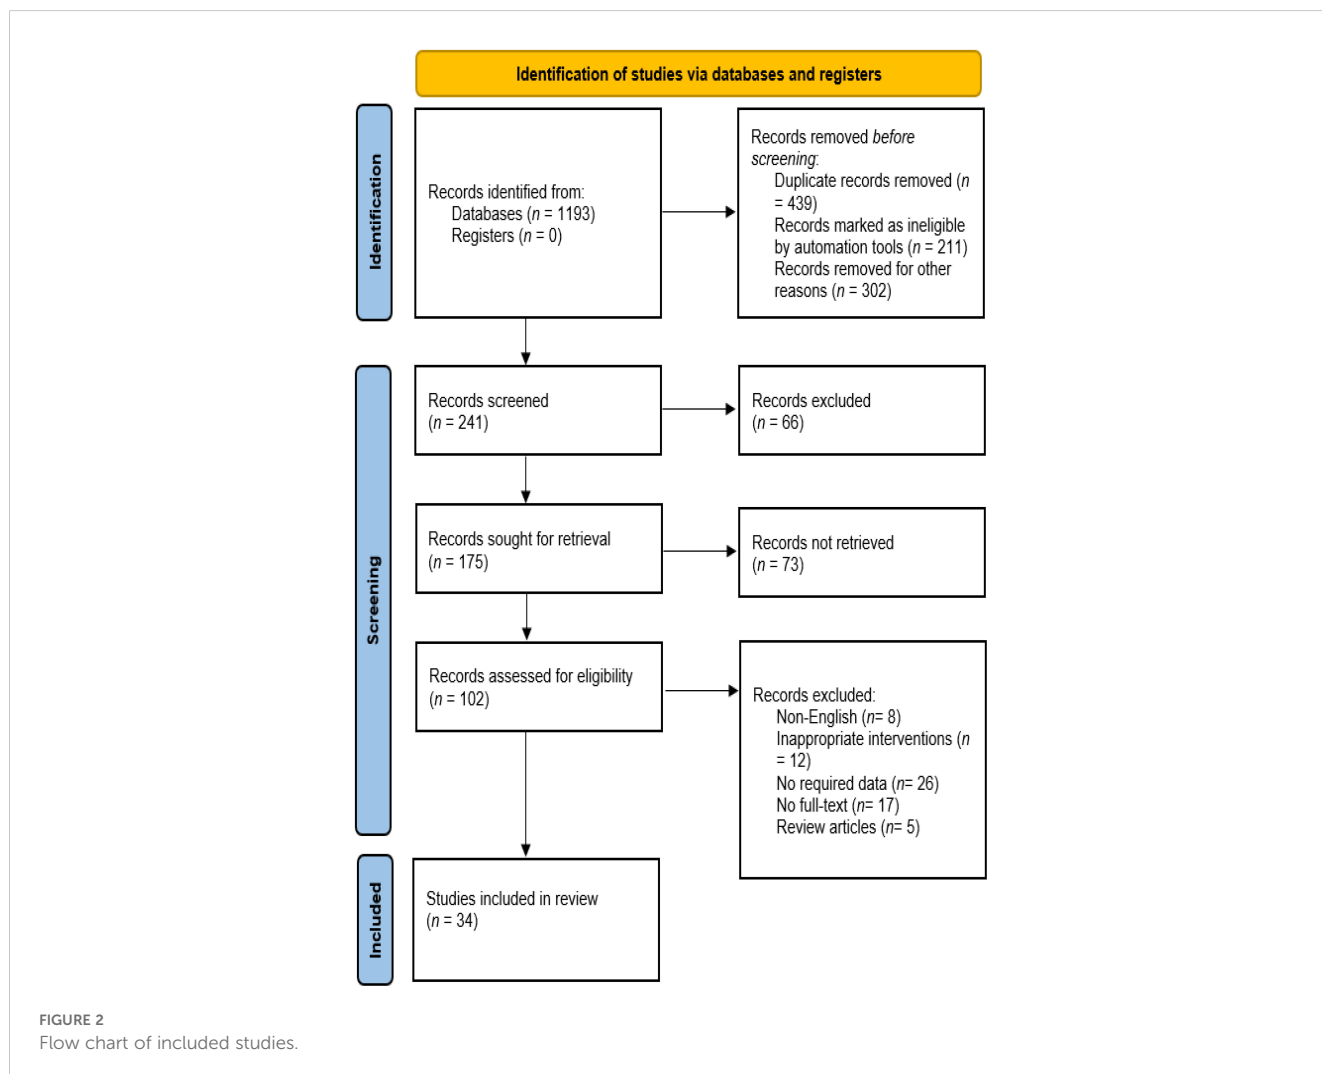 Identification of studies via databases and registers
Identification
Records identified from:
Databases (n = 1193)
Registers (n = 0)
Records removed before
screening:
Duplicate records removed (n
= 439)
Records marked as ineligible
by automation tools (n = 211)
Records removed for other
reasons (n = 302)
Screening
Records screened
(n = 241)
Records excluded
(n = 66)
Records sought for retrieval
(n = 175)
Records not retrieved
(n = 73)
Records assessed for eligibility
(n = 102)
Records excluded:
Non-English (n= 8)
Inappropriate interventions (n
= 12)
No required data (n= 26)
No full-text (n= 17)
Review articles (n= 5)
Included
Studies included in review
(n = 34)
FIGURE 2
Flow chart of included studies.